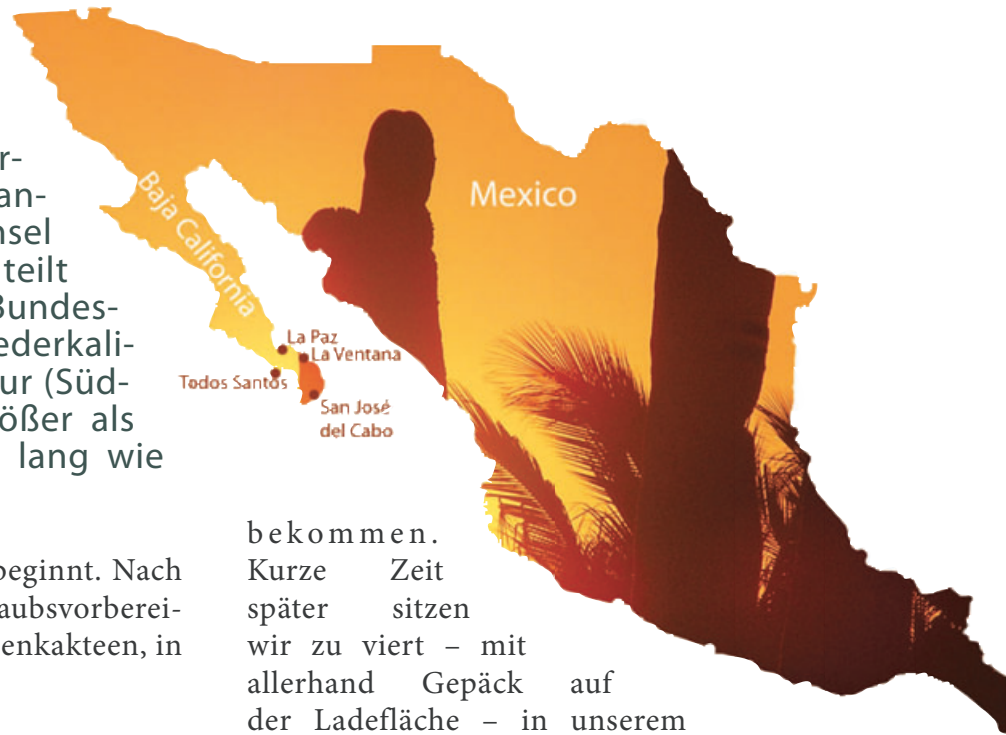 r-
an-
nsel
teilt
Bundes-
ederkali-
ur (Süd-
ößer als
lang wie
beginnt. Nach
aubsvorberei-
enkakteen, in
bekommen.
Kurze Zeit
später sitzen
wir zu viert – mit
allerhand Gepäck auf
der Ladefläche – in unserem
Mexico
Baja California
La Paz
La Ventana
Todos Santos
San José
del Cabo